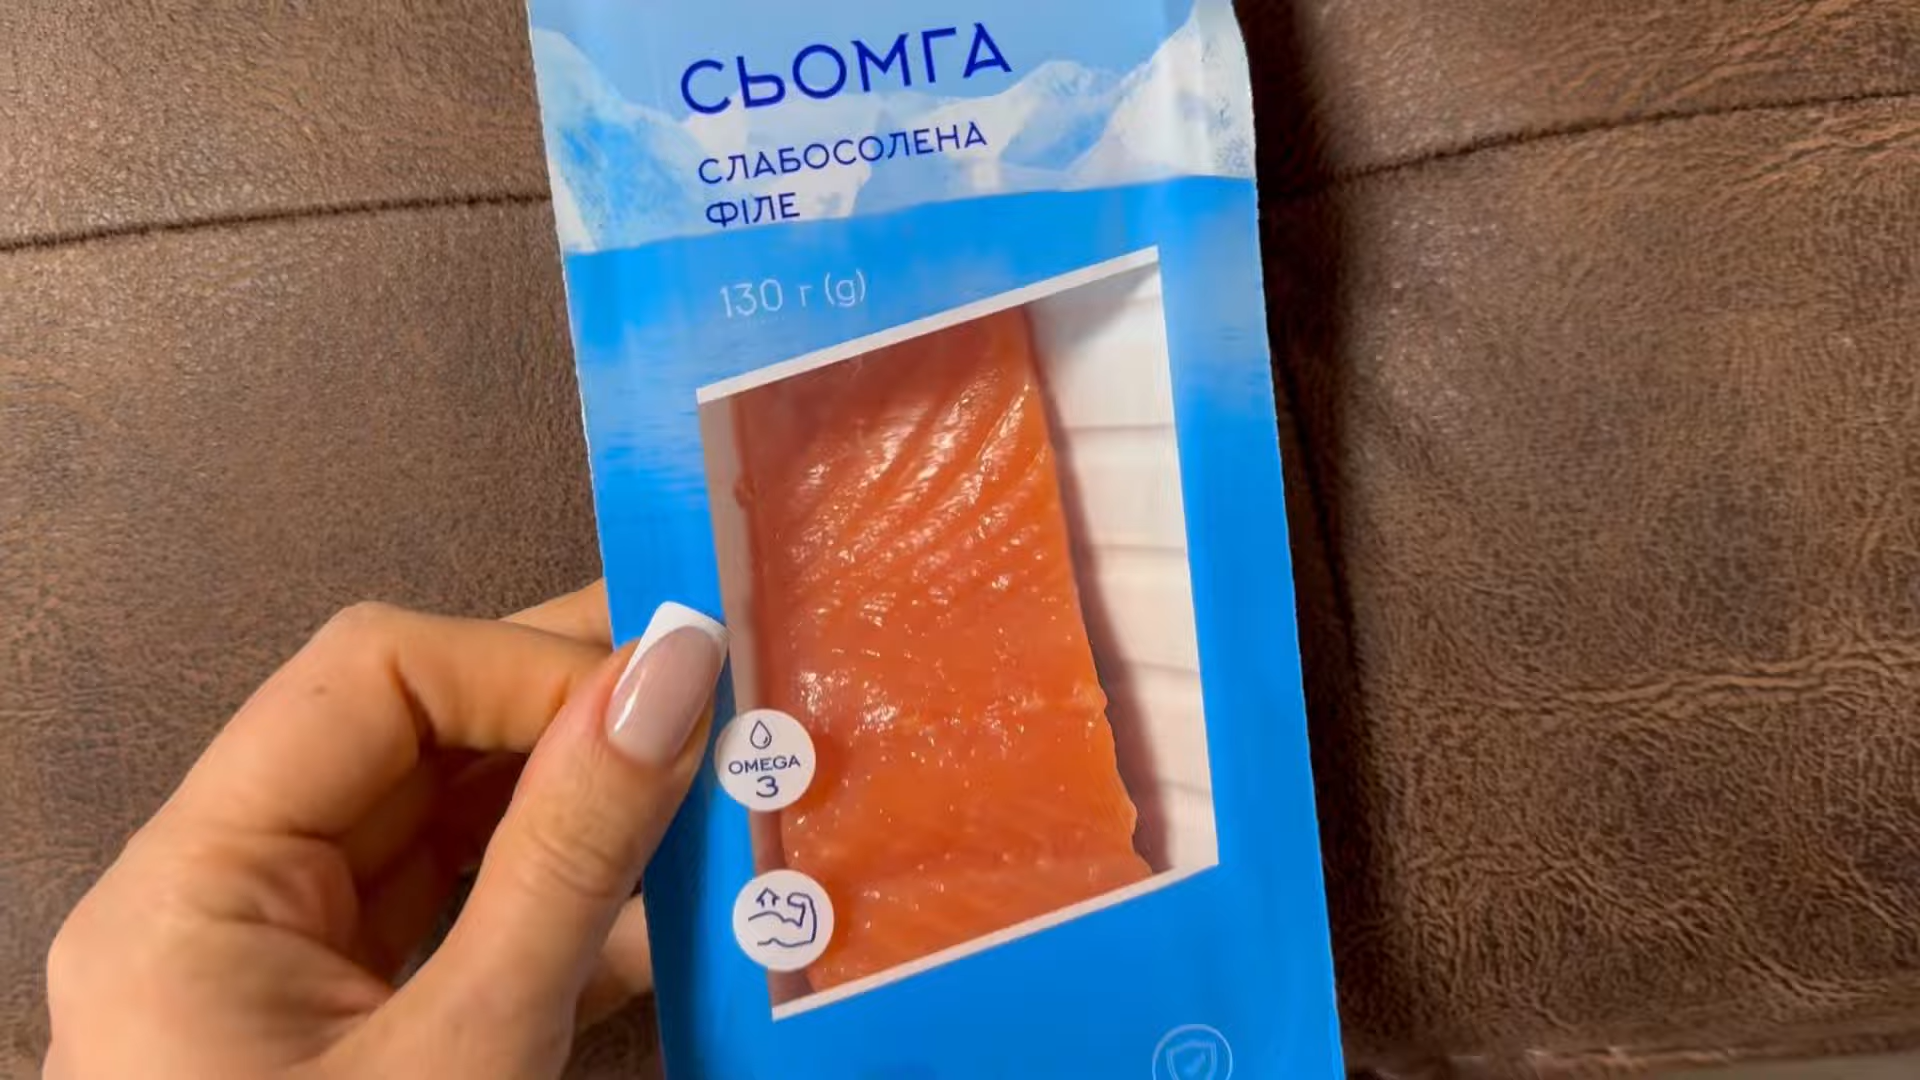 СЬОМГА
СЛАБОСОЛЕНА
ФІЛЕ
130 г (g)
OMEGA
3